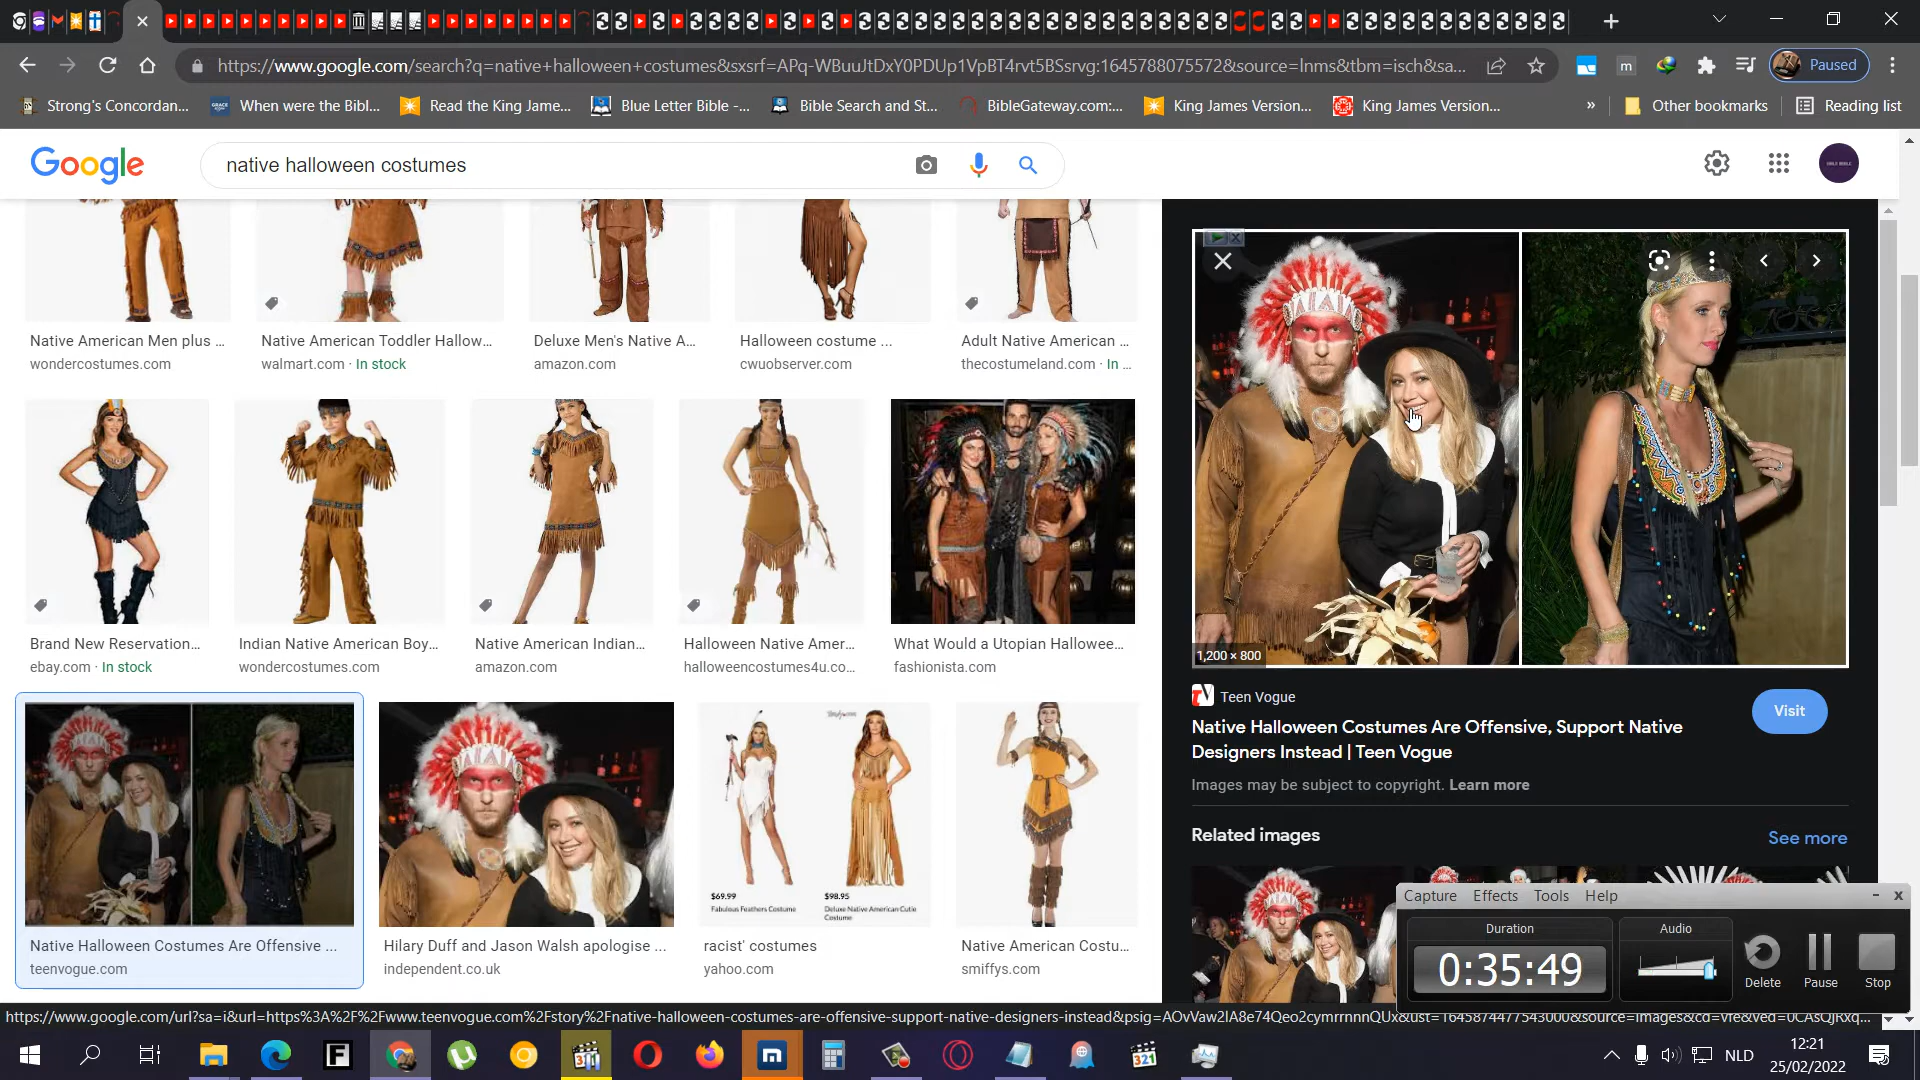 https://www.google.com/search?q=native+halloween+costumes&sxsrf=APq-WBuuJtDxY0PDUp1VpBT4rvt5BSsrvg:1645788075572&source=lnms&tbm=isch&sa...
Paused
Strong's Concordan...
When were the Bibl...
Read the King Jame...
Blue Letter Bible -...
Bible Search and St...
BibleGateway.com:...
King James Version...
King James Version...
»
Other bookmarks
Reading list
Google
native halloween costumes
Native American Men plus ...
wondercostumes.com
Native American Toddler Hallow...
walmart.com · In stock
Deluxe Men's Native A...
amazon.com
Halloween costume ...
cwuobserver.com
Adult Native American ...
thecostumeland.com · In ...
Brand New Reservation...
ebay.com · In stock
Indian Native American Boy...
wondercostumes.com
Native American Indian...
amazon.com
Halloween Native Amer...
halloweencostumes4u.co...
What Would a Utopian Hallowee...
fashionista.com
Native Halloween Costumes Are Offensive ...
teenvogue.com
Hilary Duff and Jason Walsh apologise ...
independent.co.uk
$69.99
Fabulous Feathers Costume
$98.95
Deluxe Native American Cutie
Costume
racist' costumes
yahoo.com
Native American Costu...
smiffys.com
1,200 × 800
Teen Vogue
Native Halloween Costumes Are Offensive, Support Native
Designers Instead | Teen Vogue
Visit
Images may be subject to copyright. Learn more
Related images
See more
Capture Effects Tools Help
Duration
0:35:49
Audio
Delete
Pause
Stop
NLD
12:21
25/02/2022